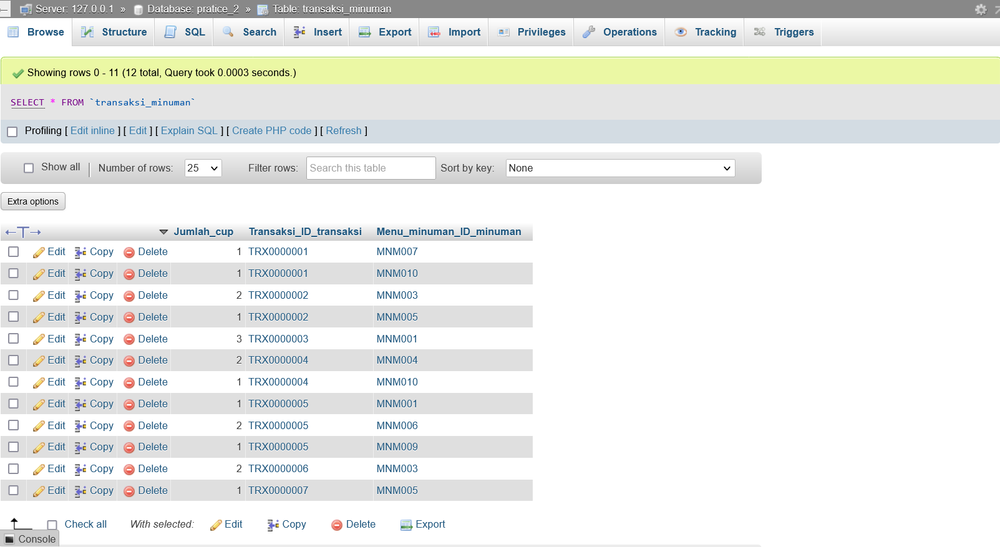 Server: 127.0.0.1 » Database: pratice_2 » Table: transaksi_minuman
Browse Structure SQL Search Insert Export Import Privileges Operations Tracking Triggers
Showing rows 0 - 11 (12 total, Query took 0.0003 seconds.)
SELECT * FROM `transaksi_minuman`
Profiling [ Edit inline ] [ Edit ] [ Explain SQL ] [ Create PHP code ] [ Refresh ]
Show all Number of rows: 25 Filter rows: Search this table Sort by key: None
Extra options
Jumlah_cup Transaksi_ID_transaksi Menu_minuman_ID_minuman
Edit Copy Delete 1 TRX0000001 MNM007
Edit Copy Delete 1 TRX0000001 MNM010
Edit Copy Delete 2 TRX0000002 MNM003
Edit Copy Delete 1 TRX0000002 MNM005
Edit Copy Delete 3 TRX0000003 MNM001
Edit Copy Delete 2 TRX0000004 MNM004
Edit Copy Delete 1 TRX0000004 MNM010
Edit Copy Delete 1 TRX0000005 MNM001
Edit Copy Delete 2 TRX0000005 MNM006
Edit Copy Delete 1 TRX0000005 MNM009
Edit Copy Delete 2 TRX0000006 MNM003
Edit Copy Delete 1 TRX0000007 MNM005
Check all With selected: Edit Copy Delete Export
Console